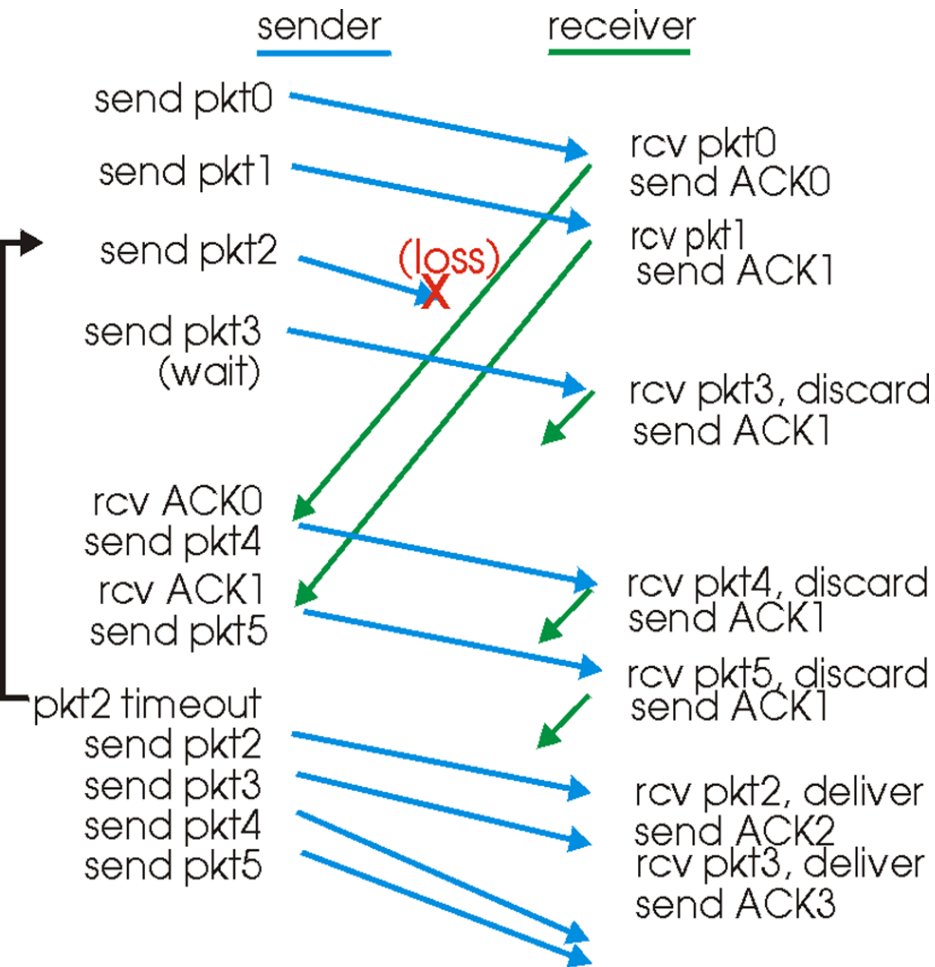 sender
receiver
send pkt0
send pkt1
send pkt2
send pkt3
(wait)
rcv ACK0
send pkt4
rcv ACK1
send pkt5
pkt2 timeout
send pkt2
send pkt3
send pkt4
send pkt5
(loss)
X
rcv pkt0
send ACK0
rcv pkt1
send ACK1
rcv pkt3, discard
send ACK1
rcv pkt4, discard
send ACK1
rcv pkt5, discard
send ACK1
rcv pkt2, deliver
send ACK2
rcv pkt3, deliver
send ACK3